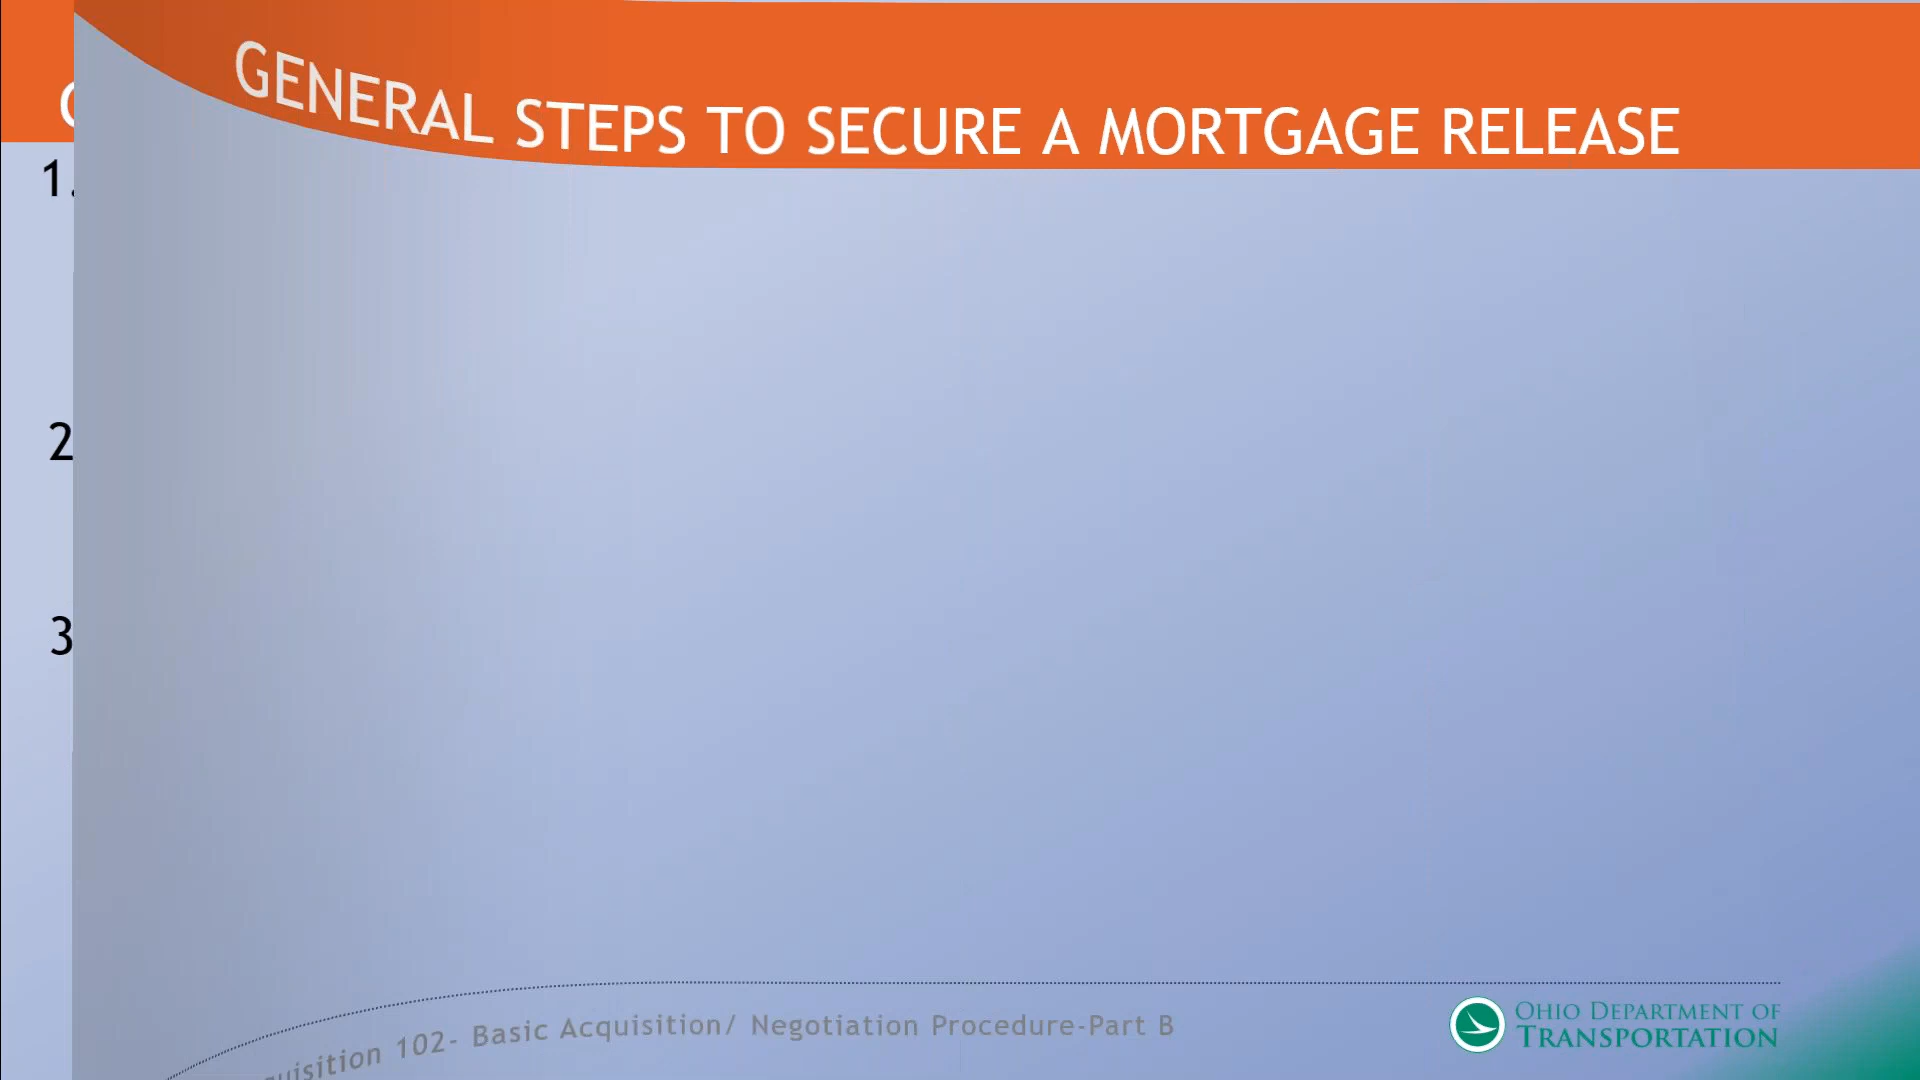 GENERAL STEPS TO SECURE A MORTGAGE RELEASE
1.
2
3
102- Basic Acquisition/ Negotiation Procedure-Part B
OHIO DEPARTMENT OF
TRANSPORTATION